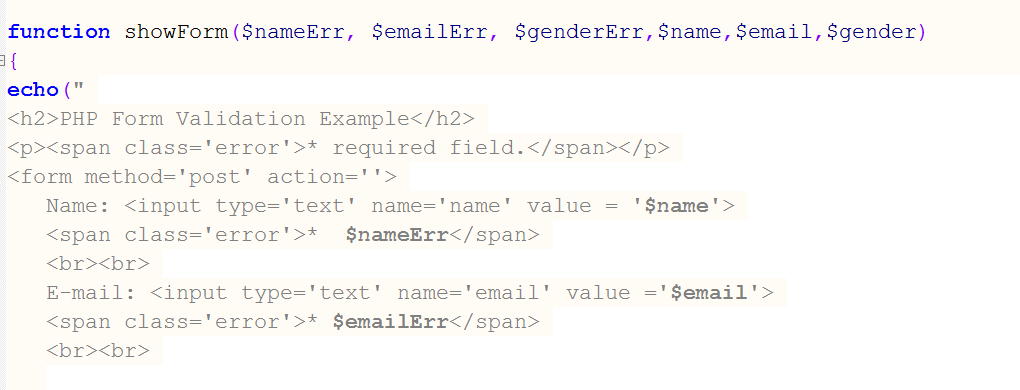 function showForm($nameErr, $emailErr, $genderErr,$name,$email,$gender)
{
echo("
<h2>PHP Form Validation Example</h2>
<p><span class='error'>* required field.</span></p>
<form method='post' action=''>
   Name: <input type='text' name='name' value = '$name'>
   <span class='error'>*  $nameErr</span>
   <br><br>
   E-mail: <input type='text' name='email' value ='$email'>
   <span class='error'>* $emailErr</span>
   <br><br>